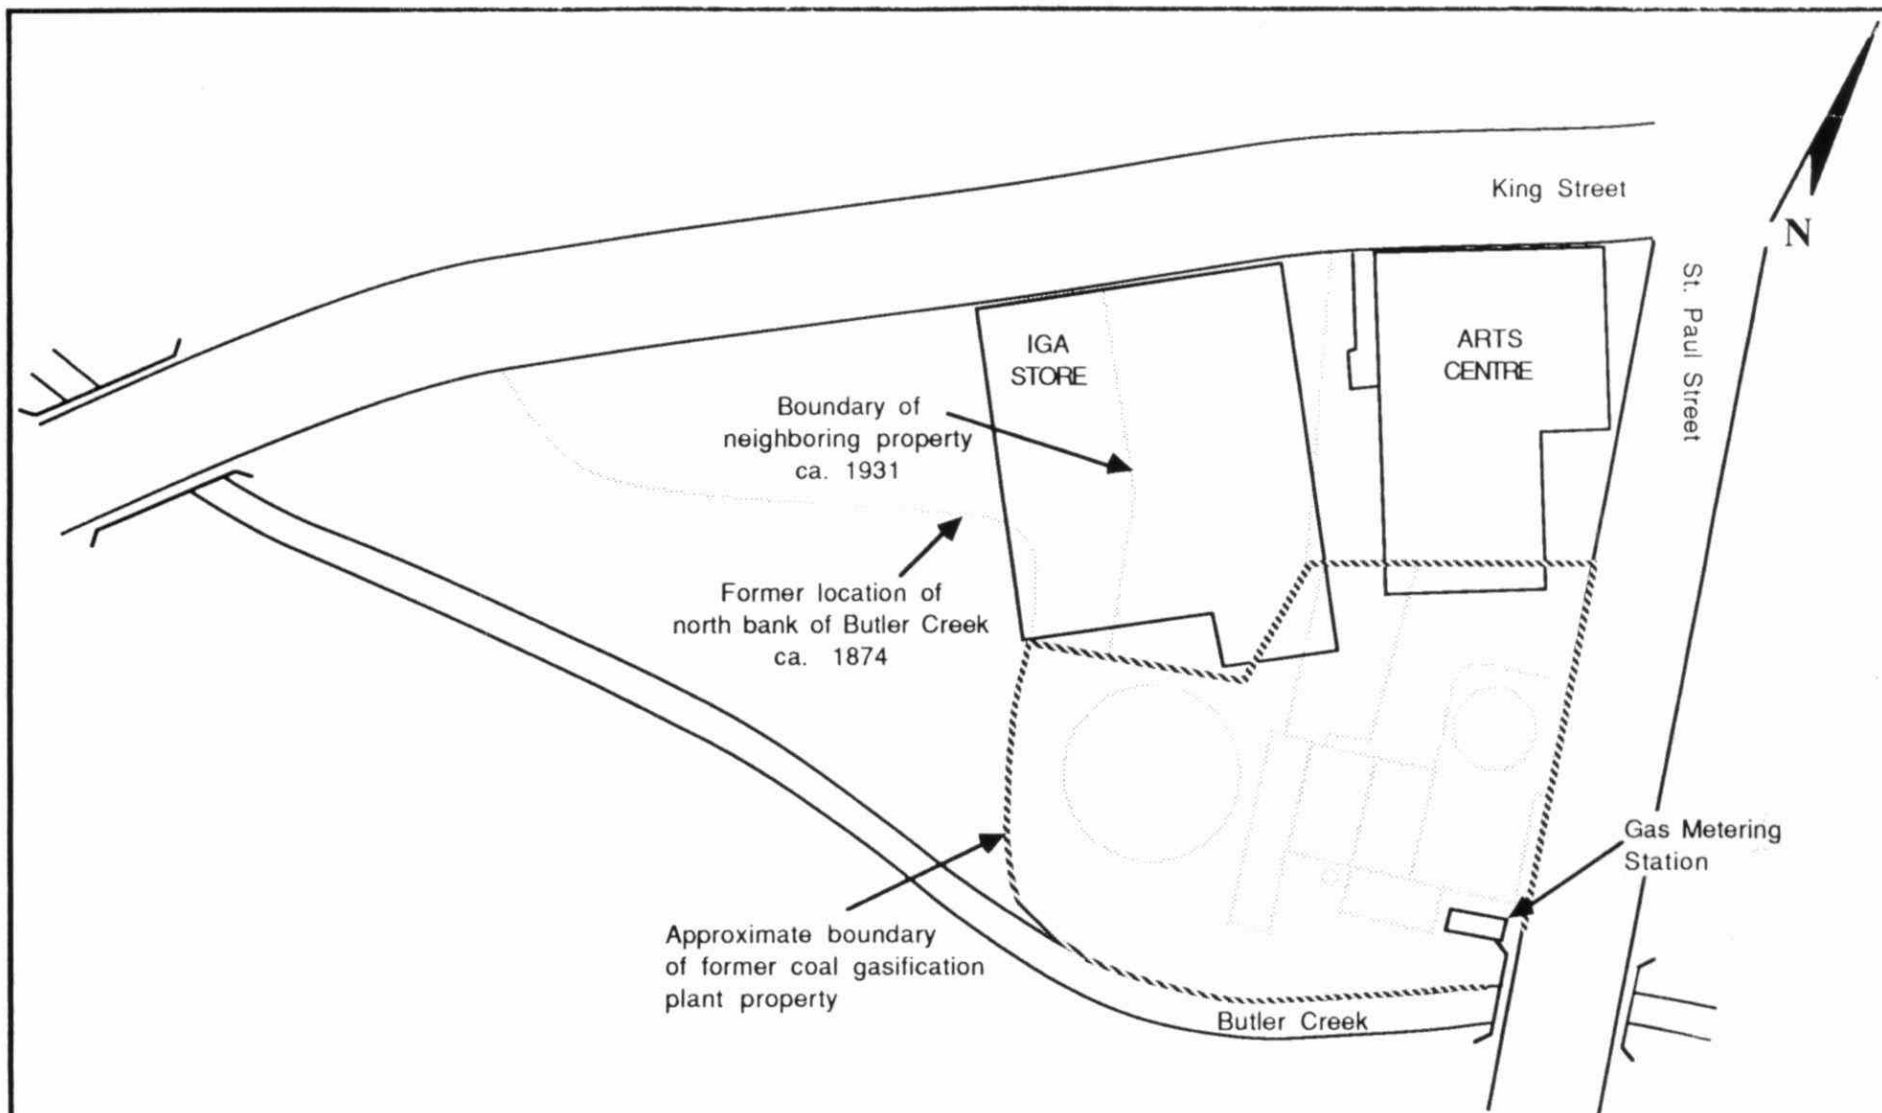 King Street
N
St. Paul Street
IGA
STORE
ARTS
CENTRE
Boundary of
neighboring property
ca. 1931
Former location of
north bank of Butler Creek
ca. 1874
Gas Metering
Station
Approximate boundary
of former coal gasification
plant property
Butler Creek